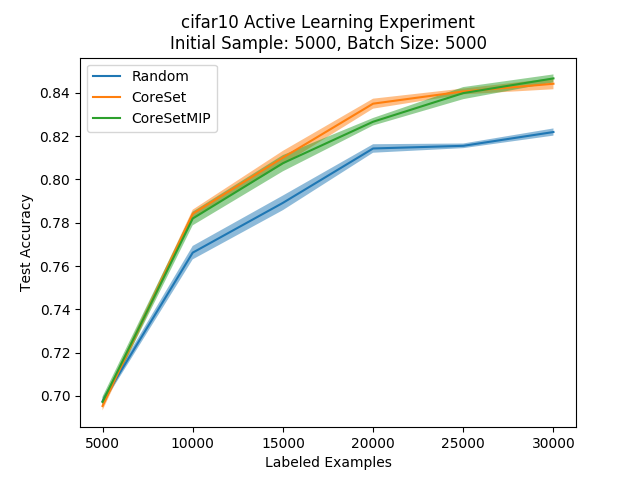 cifar10 Active Learning Experiment
Initial Sample: 5000, Batch Size: 5000
Random
CoreSet
CoreSetMIP
Test Accuracy
0.84
0.82
0.80
0.78
0.76
0.74
0.72
0.70
5000 10000 15000 20000 25000 30000
Labeled Examples